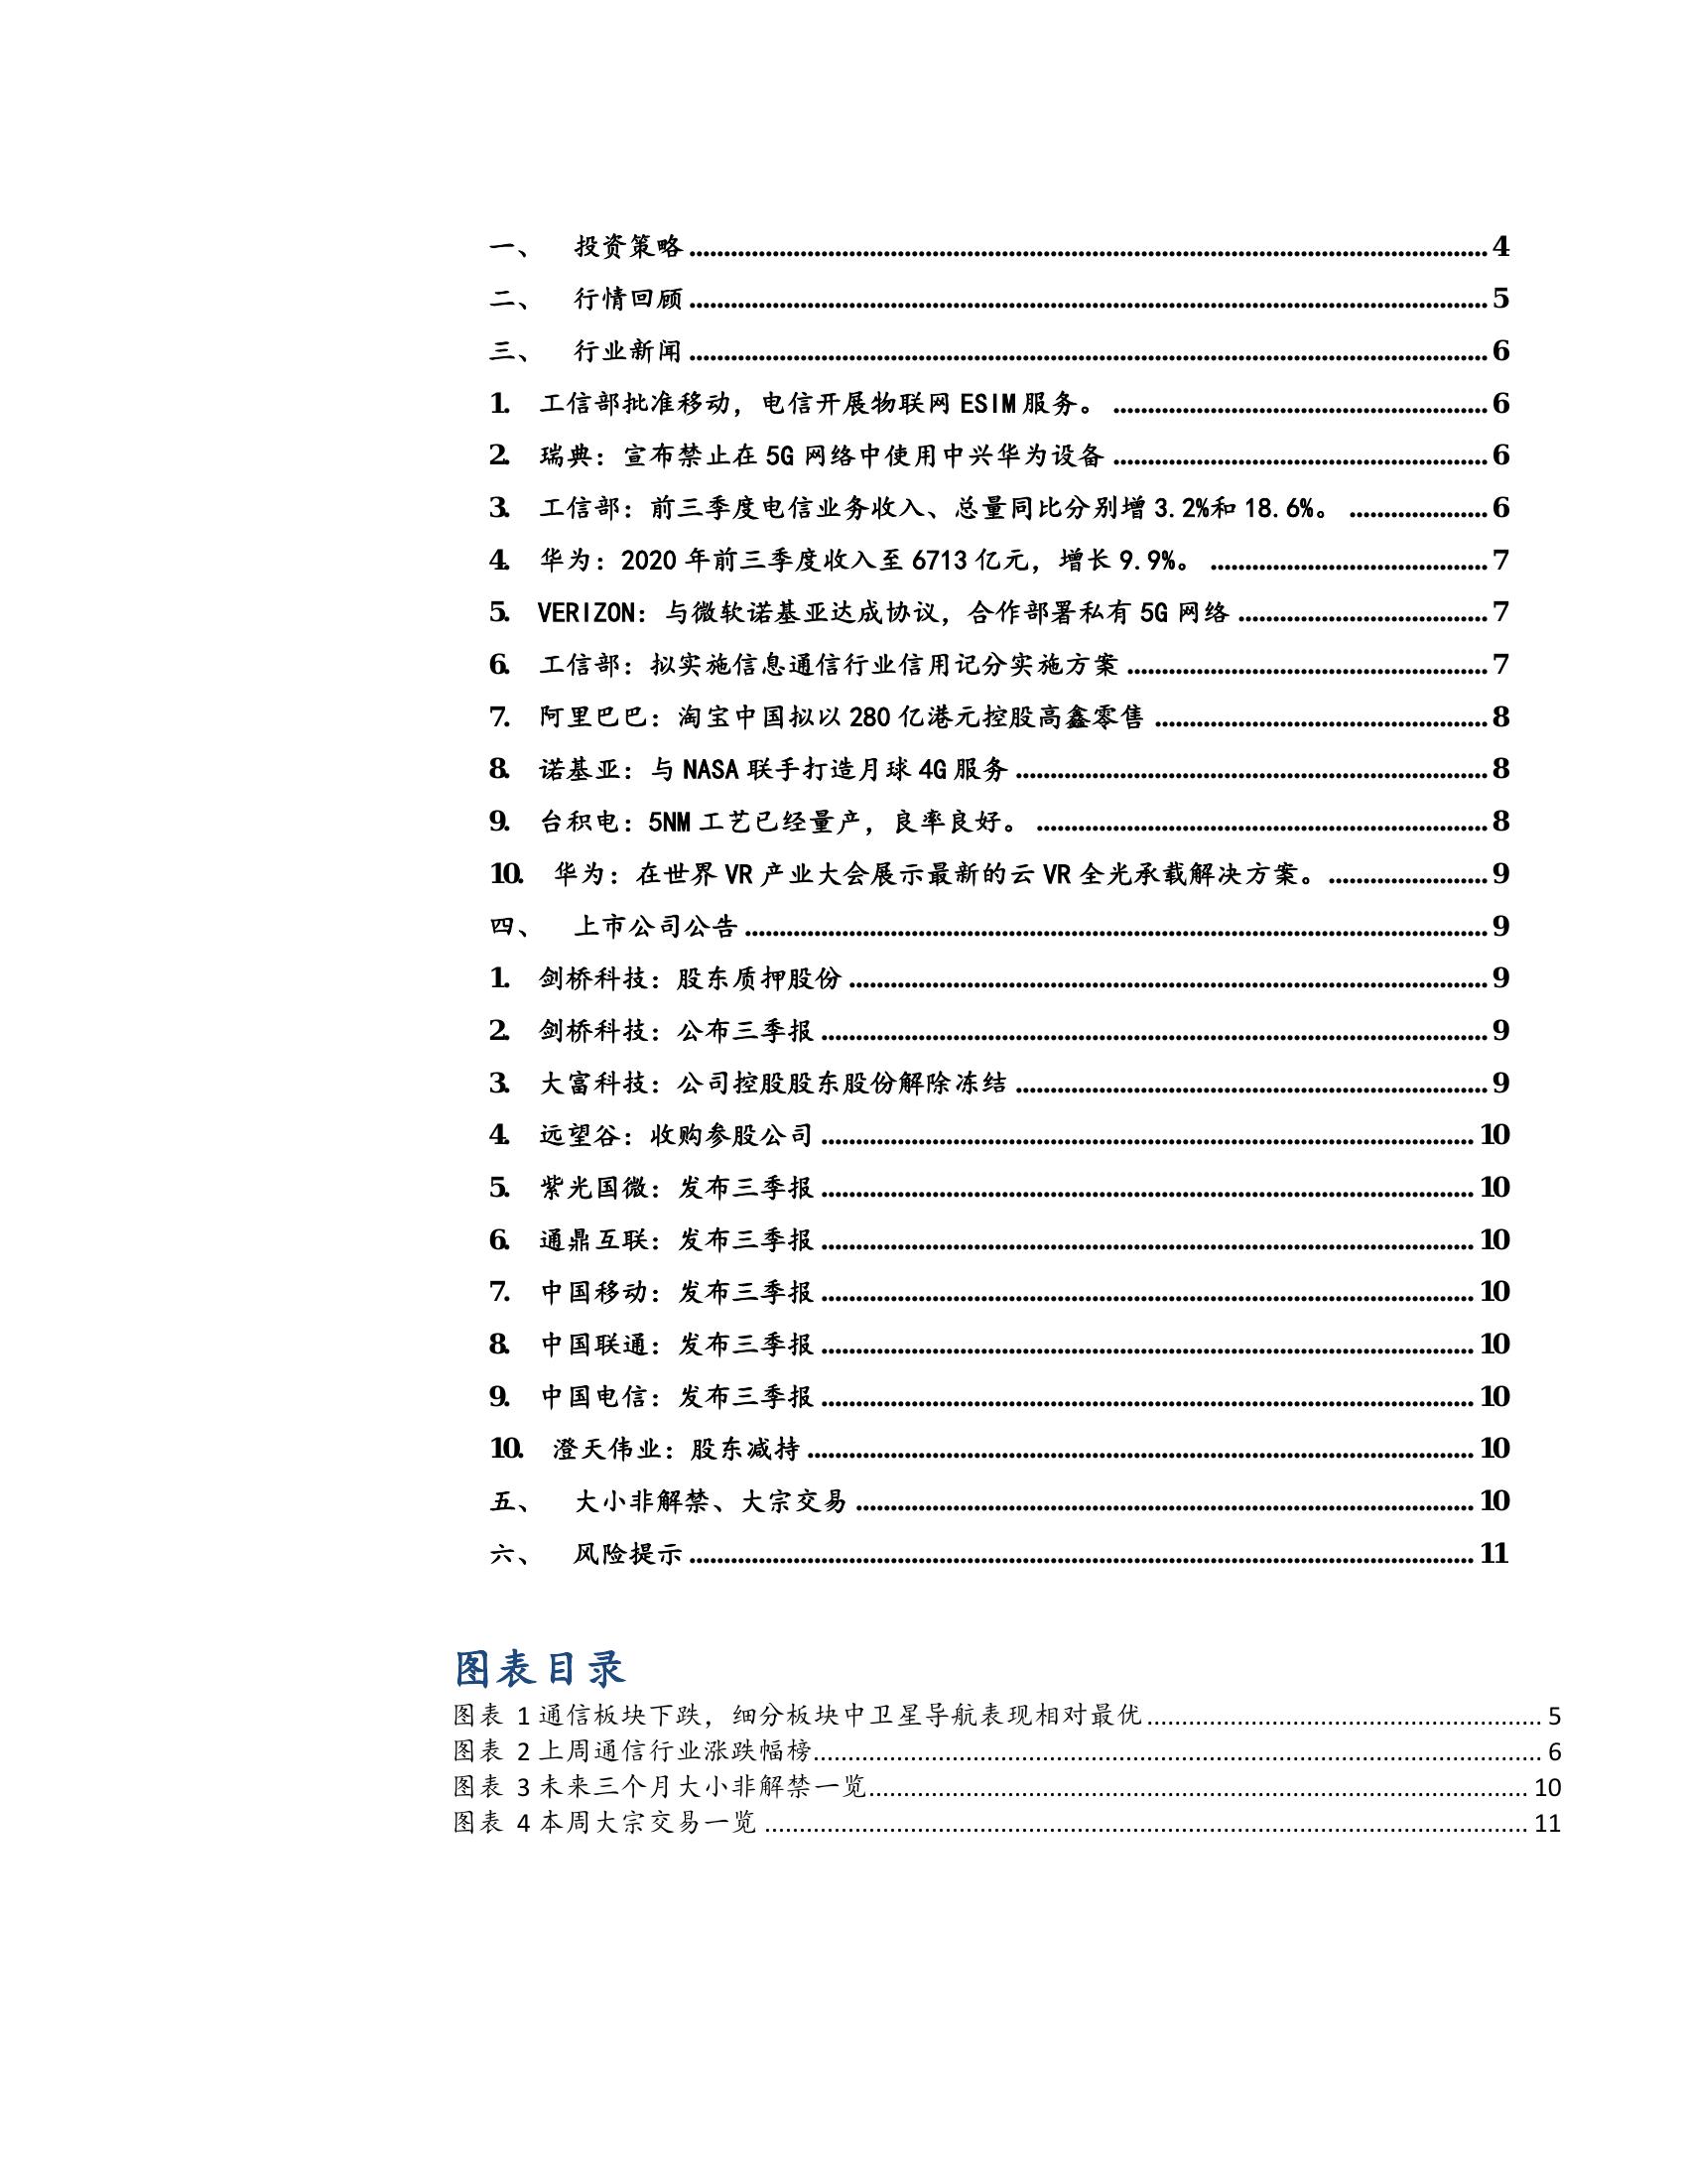 一、 投资策略 4
二、 行情回顾 5
三、 行业新闻 6
1. 工信部批准移动，电信开展物联网 ESIM 服务。 6
2. 瑞典：宣布禁止在 5G 网络中使用中兴华为设备 6
3. 工信部：前三季度电信业务收入、总量同比分别增 3.2%和 18.6%。 6
4. 华为：2020 年前三季度收入至 6713 亿元，增长 9.9%。 7
5. VERIZON：与微软诺基亚达成协议，合作部署私有 5G 网络 7
6. 工信部：拟实施信息通信行业信用记分实施方案 7
7. 阿里巴巴：淘宝中国拟以 280 亿港元控股高鑫零售 8
8. 诺基亚：与 NASA 联手打造月球 4G 服务 8
9. 台积电：5NM 工艺已经量产，良率良好。 8
10. 华为：在世界 VR 产业大会展示最新的云 VR 全光承载解决方案。 9
四、 上市公司公告 9
1. 剑桥科技：股东质押股份 9
2. 剑桥科技：公布三季报 9
3. 大富科技：公司控股股东股份解除冻结 9
4. 远望谷：收购参股公司 10
5. 紫光国微：发布三季报 10
6. 通鼎互联：发布三季报 10
7. 中国移动：发布三季报 10
8. 中国联通：发布三季报 10
9. 中国电信：发布三季报 10
10. 澄天伟业：股东减持 10
五、 大小非解禁、大宗交易 10
六、 风险提示 11
图表目录
图表 1 通信板块下跌，细分板块中卫星导航表现相对最优 5
图表 2 上周通信行业涨跌幅榜 6
图表 3 未来三个月大小非解禁一览 10
图表 4 本周大宗交易一览 11